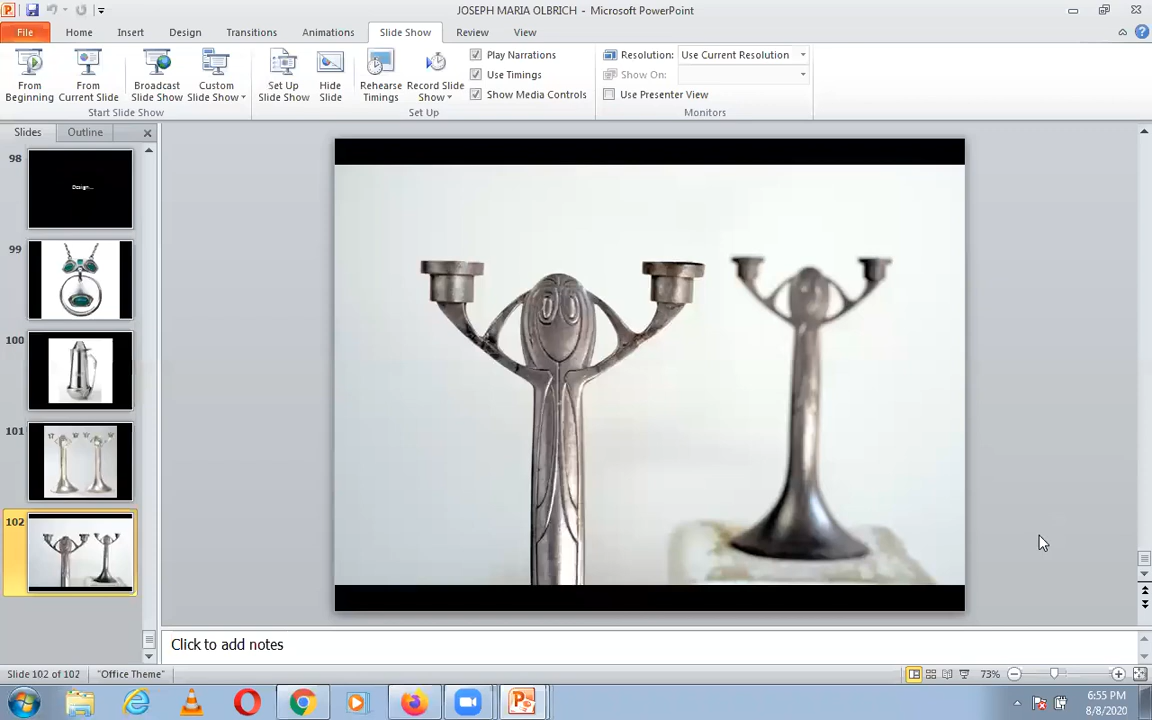 JOSEPH MARIA OLBRICH - Microsoft PowerPoint
File Home Insert Design Transitions Animations Slide Show Review View
From Beginning
From Current Slide
Broadcast Slide Show
Custom Slide Show
Set Up Slide Show
Hide Slide
Rehearse Timings
Record Slide Show
Play Narrations
Use Timings
Show Media Controls
Resolution: Use Current Resolution
Show On:
Use Presenter View
Start Slide Show
Set Up
Monitors
Slides Outline
98
Design...
99
100
101
102
Click to add notes
Slide 102 of 102 "Office Theme" 73%
6:55 PM
8/8/2020